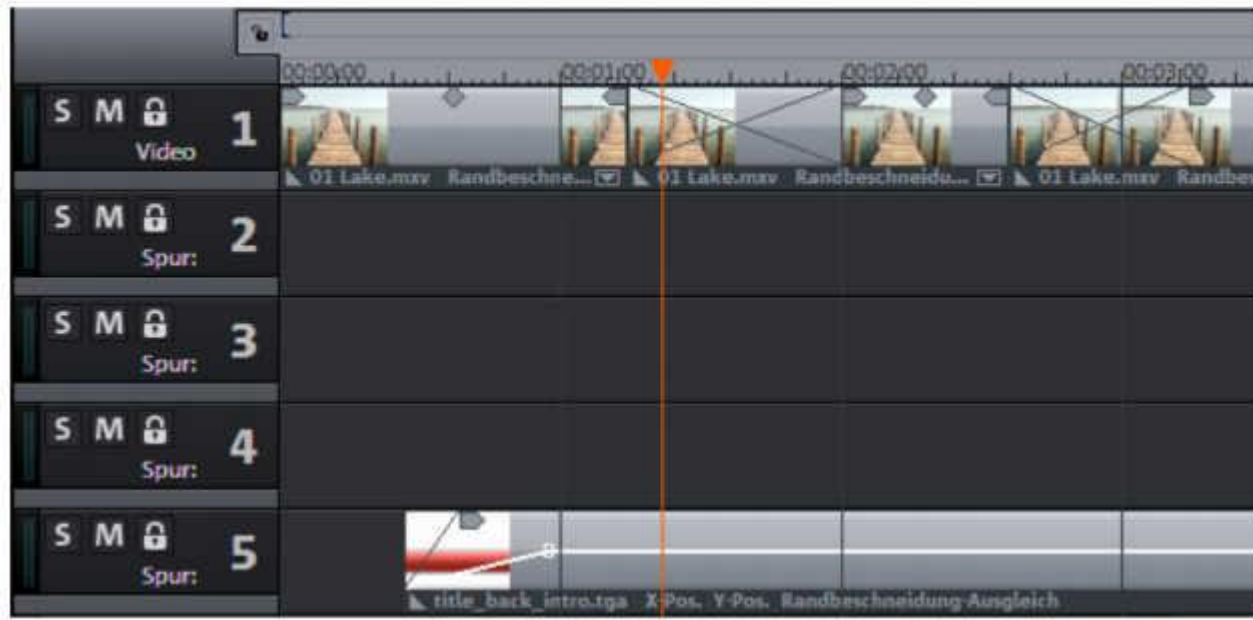 00:00:00 00:01:00 00:02:00 00:03:00
S M 1
Video
01 Lake.mxv Randbeschne... 01 Lake.mxv Randbeschneidu... 01 Lake.mxv Randbes
S M 2
Spur:
S M 3
Spur:
S M 4
Spur:
S M 5
Spur:
title_back_intro.tga X-Pos. Y-Pos. Randbeschneidung-Ausgleich